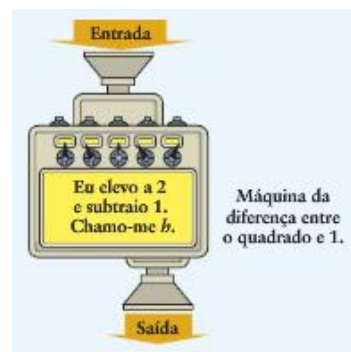 Entrada
Eu elevo a 2
e subtraio 1.
Chamo-me h.
Máquina da
diferença entre
o quadrado e 1.
Saída